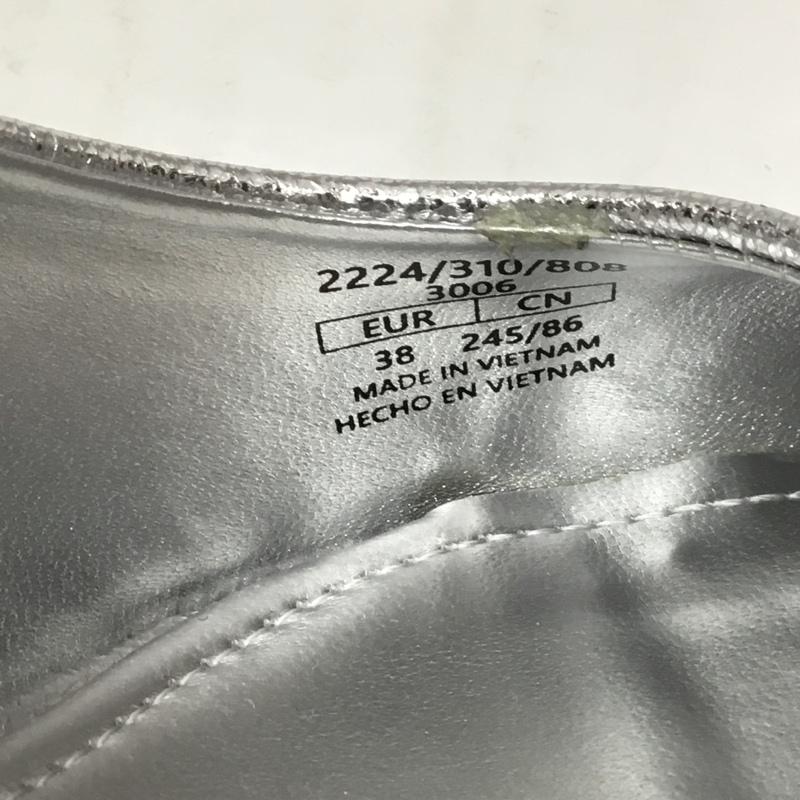 2224/310/808
3006
EUR CN
38 245/86
MADE IN VIETNAM
HECHO EN VIETNAM